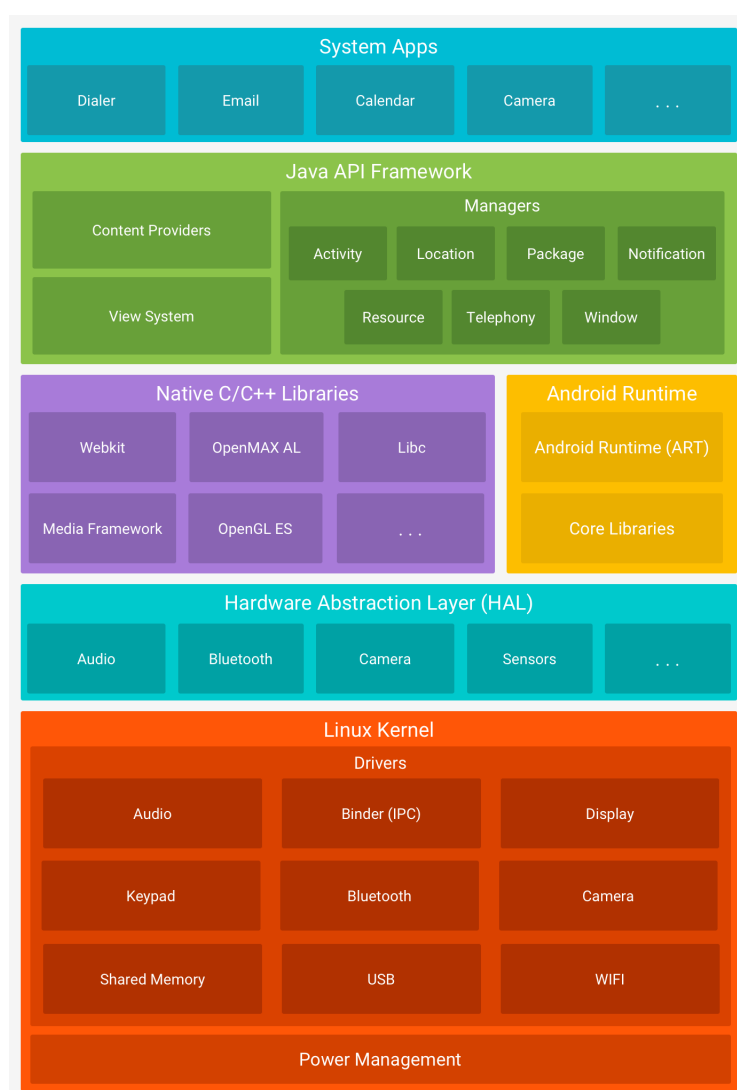 System Apps
Dialer
Email
Calendar
Camera
. . .
Java API Framework
Content Providers
View System
Managers
Activity
Location
Package
Notification
Resource
Telephony
Window
Native C/C++ Libraries
Webkit
OpenMAX AL
Libc
Media Framework
OpenGL ES
. . .
Android Runtime
Android Runtime (ART)
Core Libraries
Hardware Abstraction Layer (HAL)
Audio
Bluetooth
Camera
Sensors
. . .
Linux Kernel
Drivers
Audio
Binder (IPC)
Display
Keypad
Bluetooth
Camera
Shared Memory
USB
WIFI
Power Management